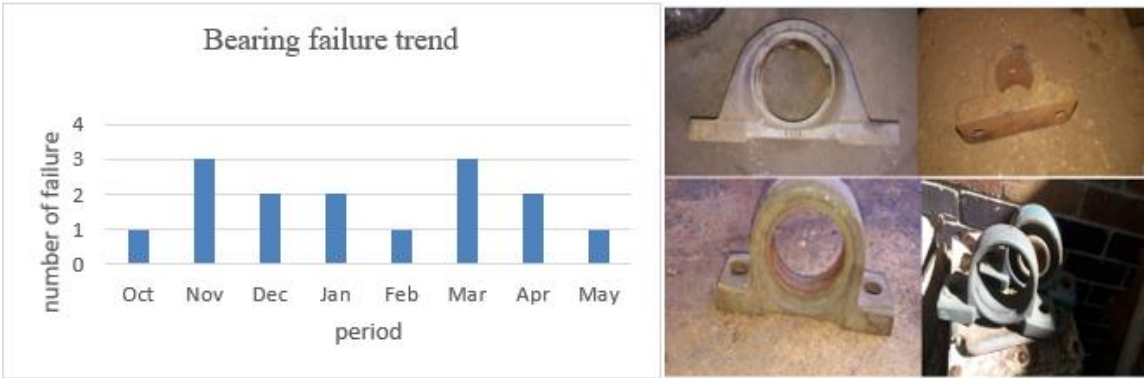 Bearing failure trend
number of failure
4
3
2
1
0
Oct Nov Dec Jan Feb Mar Apr May
period